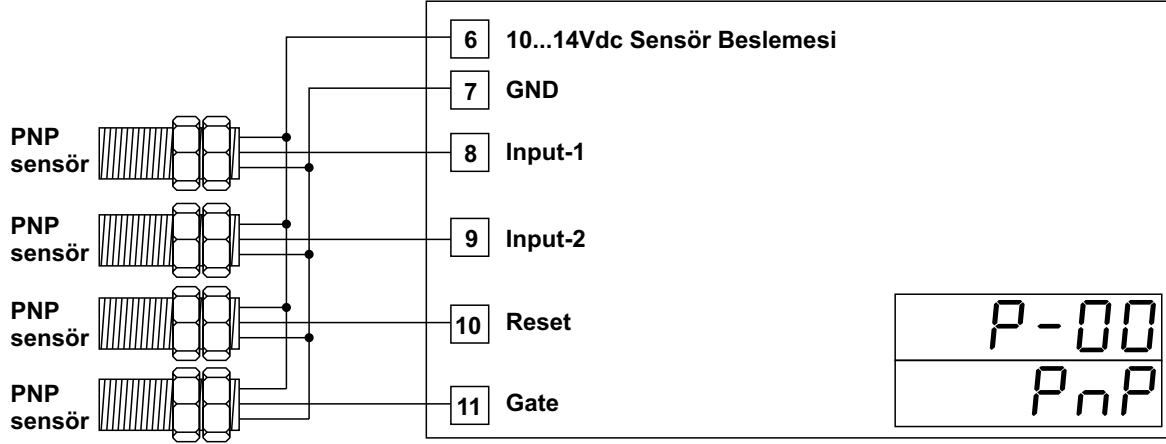 6 10...14Vdc Sensör Beslemesi
7 GND
PNP
sensör
8 Input-1
PNP
sensör
9 Input-2
PNP
sensör
10 Reset
PNP
sensör
11 Gate
P-00
PnP